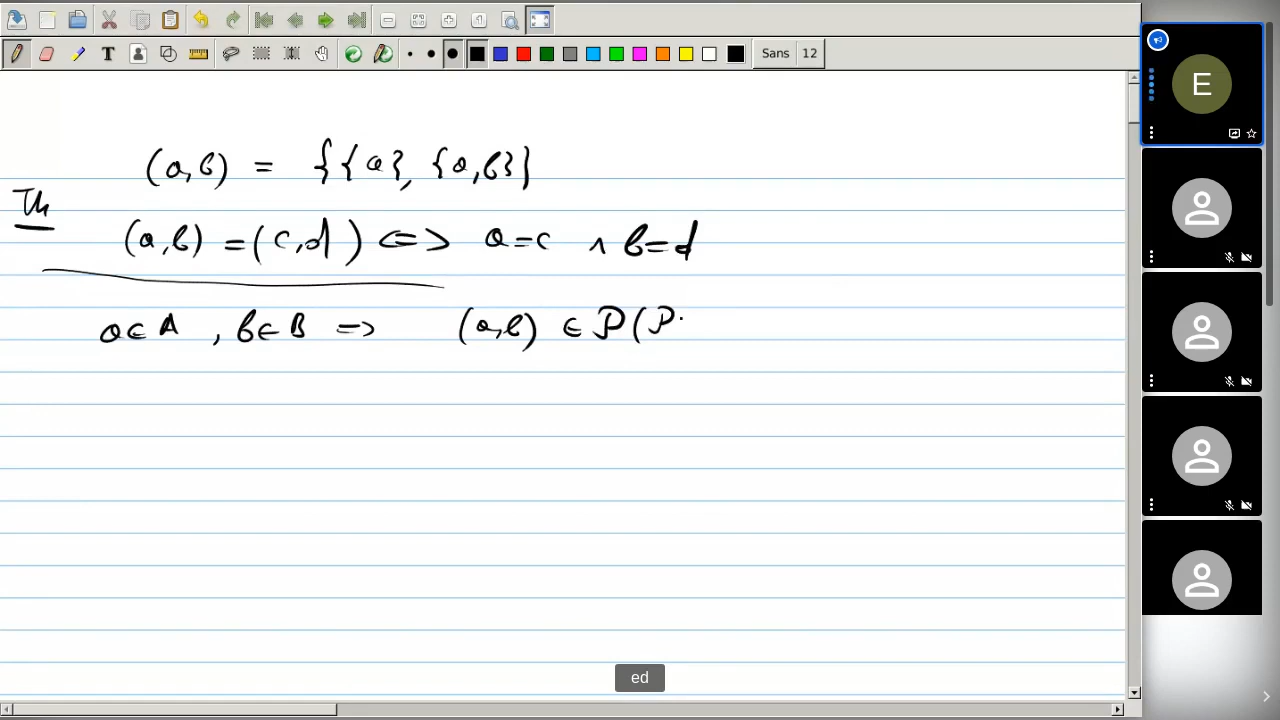 Sans 12
E
(a,b) = {{a}, {a,b}}
Th
(a,b) = (c,d) <=> a=c ∧ b=d
a∈A , b∈B => (a,b) ∈ P(P
ed